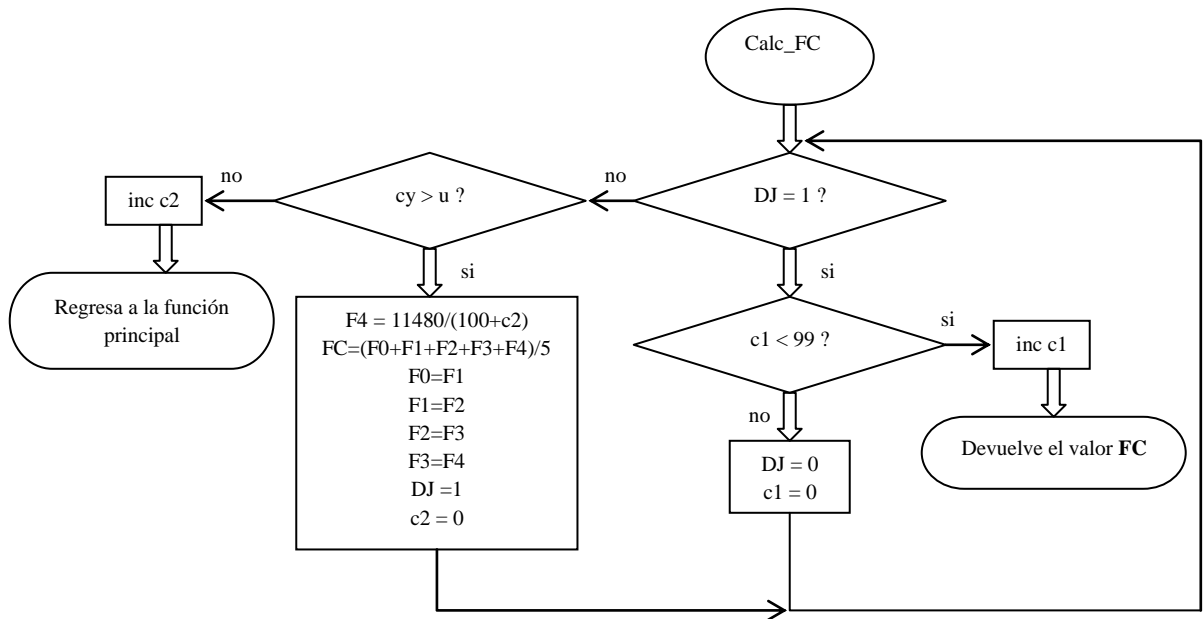 Calc_FC
DJ = 1 ?
no
cy > u ?
no
inc c2
Regresa a la función
principal
si
F4 = 11480/(100+c2)
FC=(F0+F1+F2+F3+F4)/5
F0=F1
F1=F2
F2=F3
F3=F4
DJ =1
c2 = 0
si
c1 < 99 ?
si
inc c1
Devuelve el valor FC
no
DJ = 0
c1 = 0